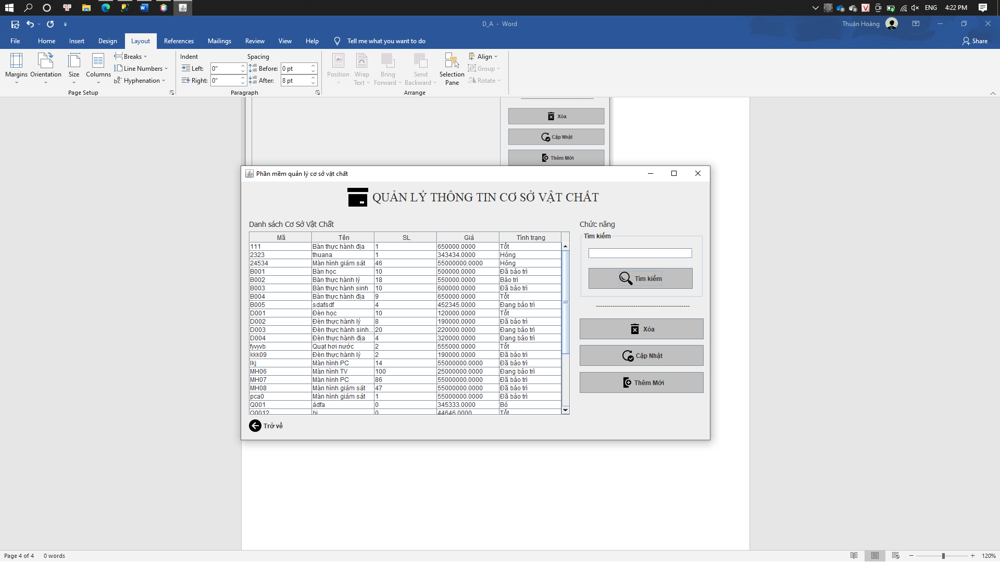 ENG 4:22 PM
D_A - Word
Thuận Hoàng
File Home Insert Design Layout References Mailings Review View Help Tell me what you want to do Share
Margins
Orientation
Size
Columns
Breaks
Line Numbers
Hyphenation
Page Setup
Indent Spacing
Left: 0" Before: 0 pt
Right: 0" After: 8 pt
Paragraph
Position
Wrap Text
Bring Forward
Send Backward
Selection Pane
Align
Group
Rotate
Arrange
Xóa
Cập Nhật
Thêm Mới
Phần mềm quản lý cơ sở vật chất
QUẢN LÝ THÔNG TIN CƠ SỞ VẬT CHẤT
Danh sách Cơ Sở Vật Chất
Mã Tên SL Giá Tình trạng
111 Bàn thực hành địa 1 650000.0000 Tốt
2323 thuana 1 343434.0000 Hỏng
24534 Màn hình giám sát 46 55000000.0000 Hỏng
B001 Bàn học 10 500000.0000 Đã bảo trì
B002 Bàn thực hành lý 18 550000.0000 Bảo trì
B003 Bàn thực hành sinh 10 600000.0000 Đã bảo trì
B004 Bàn thực hành địa 9 650000.0000 Tốt
B005 sdafsdf 4 452345.0000 Đang bảo trì
D001 Đèn học 10 120000.0000 Tốt
D002 Đèn thực hành lý 8 190000.0000 Đã bảo trì
D003 Đèn thực hành sinh... 20 220000.0000 Đang bảo trì
D004 Đèn thực hành địa 4 320000.0000 Đang bảo trì
fyvyvb Quạt hơi nước 2 555000.0000 Tốt
kkk09 Đèn thực hành lý 2 190000.0000 Đã bảo trì
lkj Màn hình PC 14 55000000.0000 Đã bảo trì
MH06 Màn hình TV 100 25000000.0000 Đang bảo trì
MH07 Màn hình PC 86 55000000.0000 Đã bảo trì
MH08 Màn hình giám sát 47 55000000.0000 Đã bảo trì
pca0 Màn hình giám sát 1 55000000.0000 Đã bảo trì
Q001 ádfa 0 345333.0000 Bỏ
Q0012 hi 0 44646.0000 Tốt
Trở về
Chức năng
Tìm kiếm
Tìm kiếm
Xóa
Cập Nhật
Thêm Mới
Page 4 of 4 0 words
120%